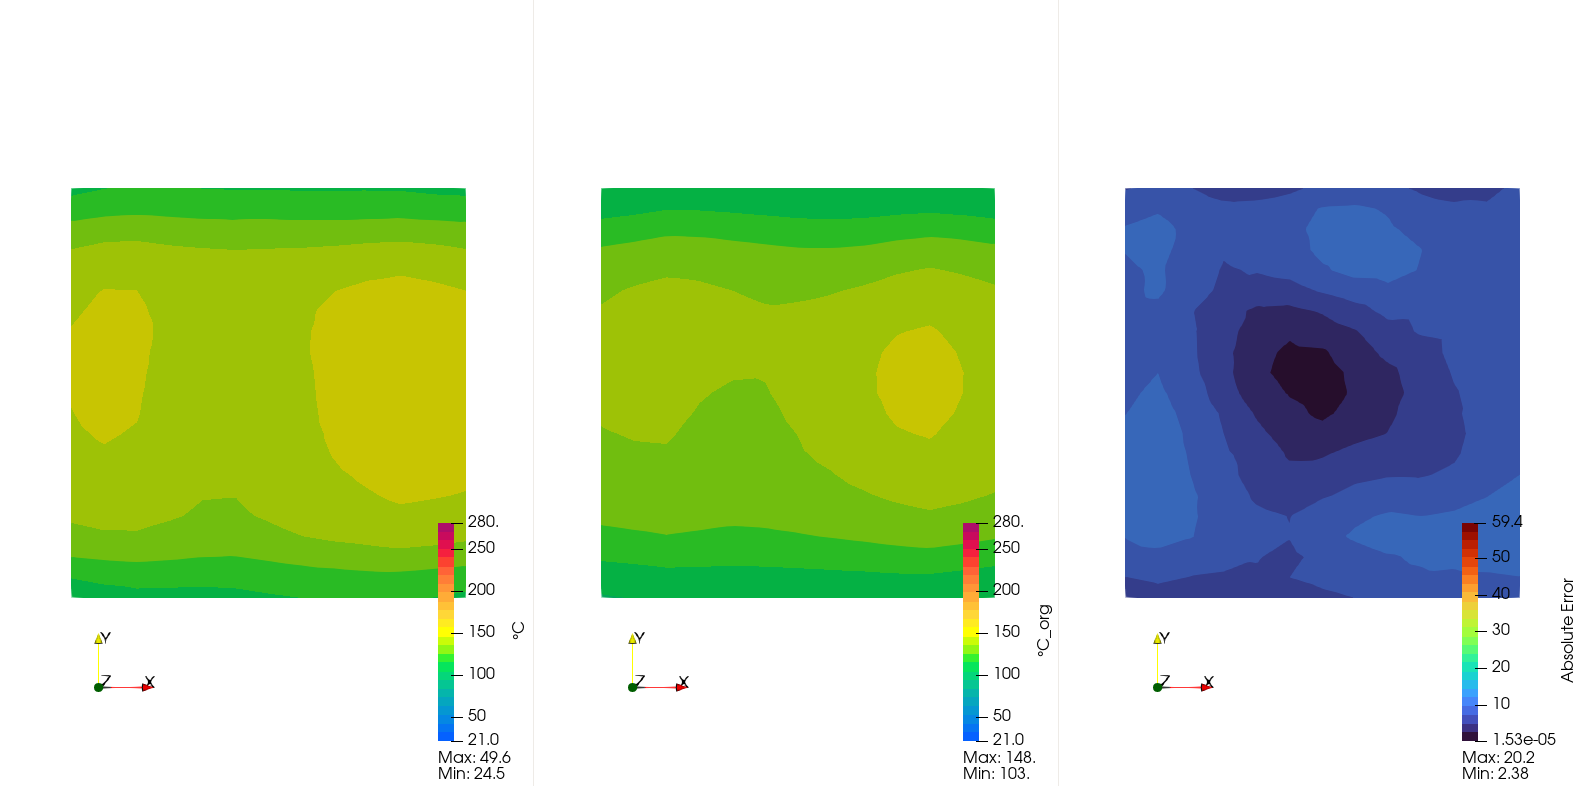 280.
250
200
150
100
50
21.0
°C
Max: 49.6
Min: 24.5
Y
Z
X
280.
250
200
150
100
50
21.0
°C_org
Max: 148.
Min: 103.
Y
Z
X
59.4
50
40
30
20
10
1.53e-05
Absolute Error
Max: 20.2
Min: 2.38
Y
Z
X